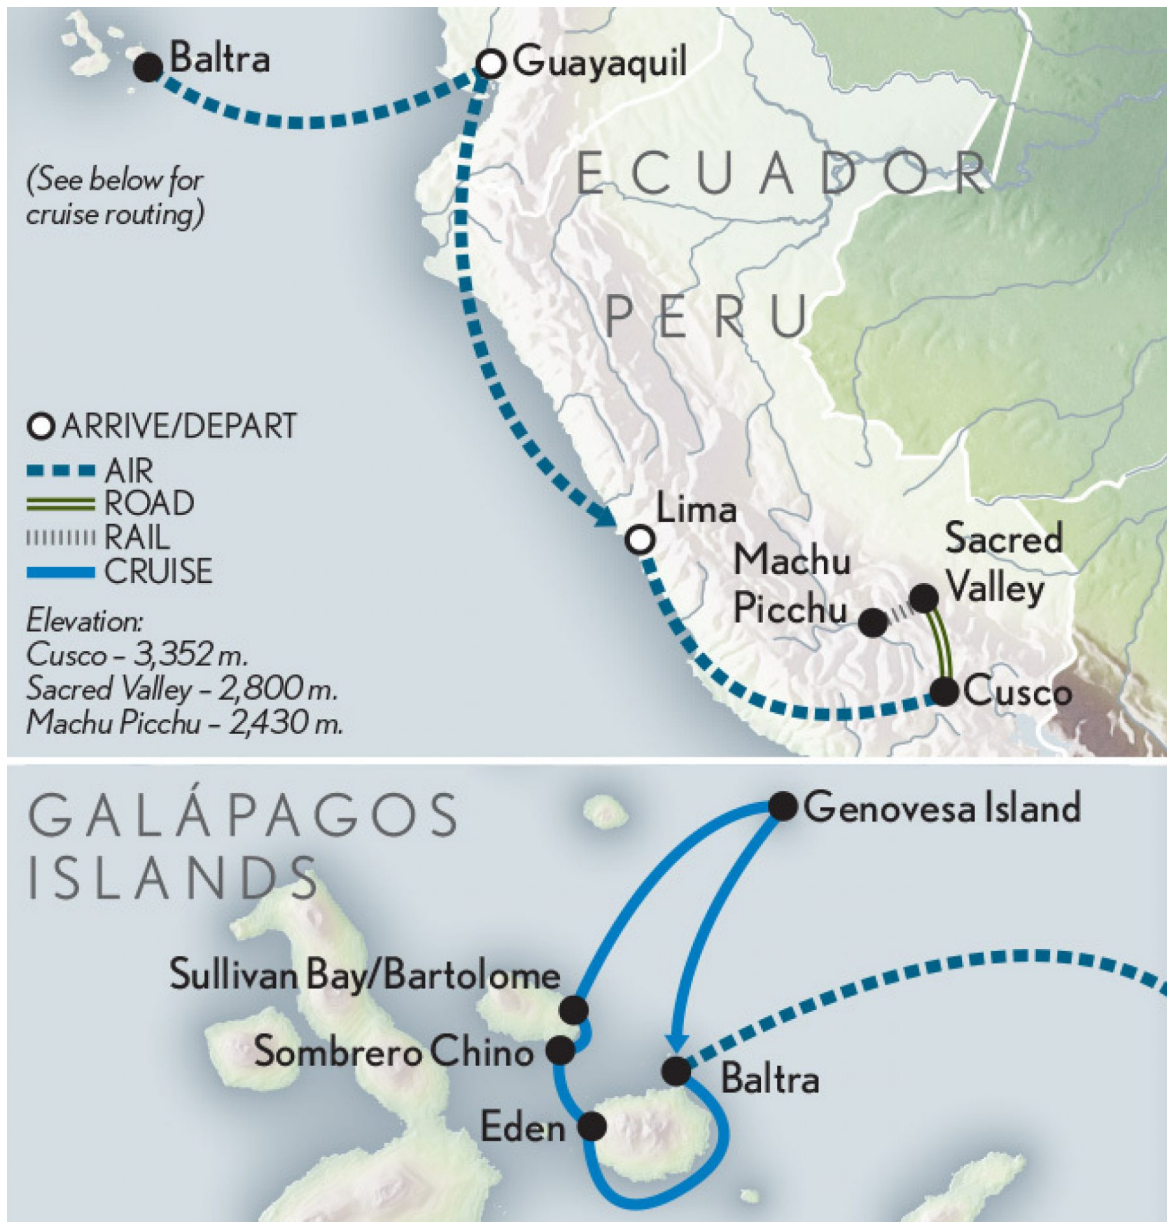 Baltra
Guayaquil
(See below for
cruise routing)
ECUADOR
PERU
ARRIVE/DEPART
AIR
ROAD
RAIL
CRUISE
Elevation:
Cusco – 3,352 m.
Sacred Valley – 2,800 m.
Machu Picchu – 2,430 m.
Lima
Machu
Picchu
Sacred
Valley
Cusco
GALÁPAGOS
ISLANDS
Genovesa Island
Sullivan Bay/Bartolome
Sombrero Chino
Baltra
Eden